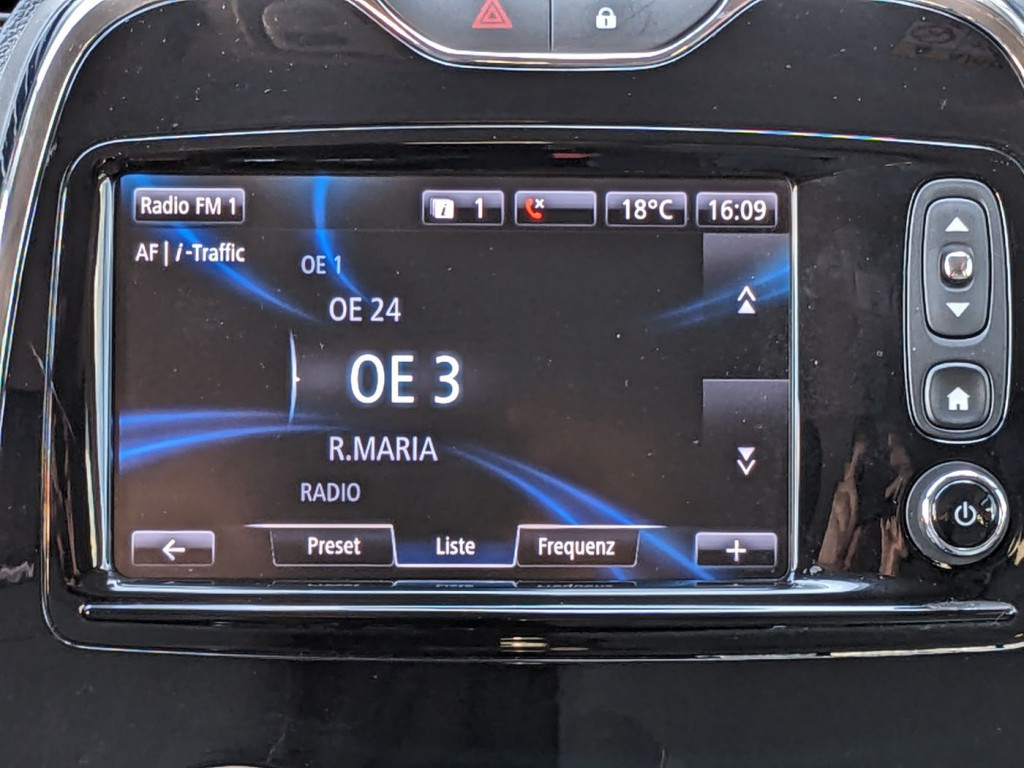 Radio FM 1
1
18°C
16:09
AF | i-Traffic
OE 1
OE 24
OE 3
R.MARIA
RADIO
Preset
Liste
Frequenz